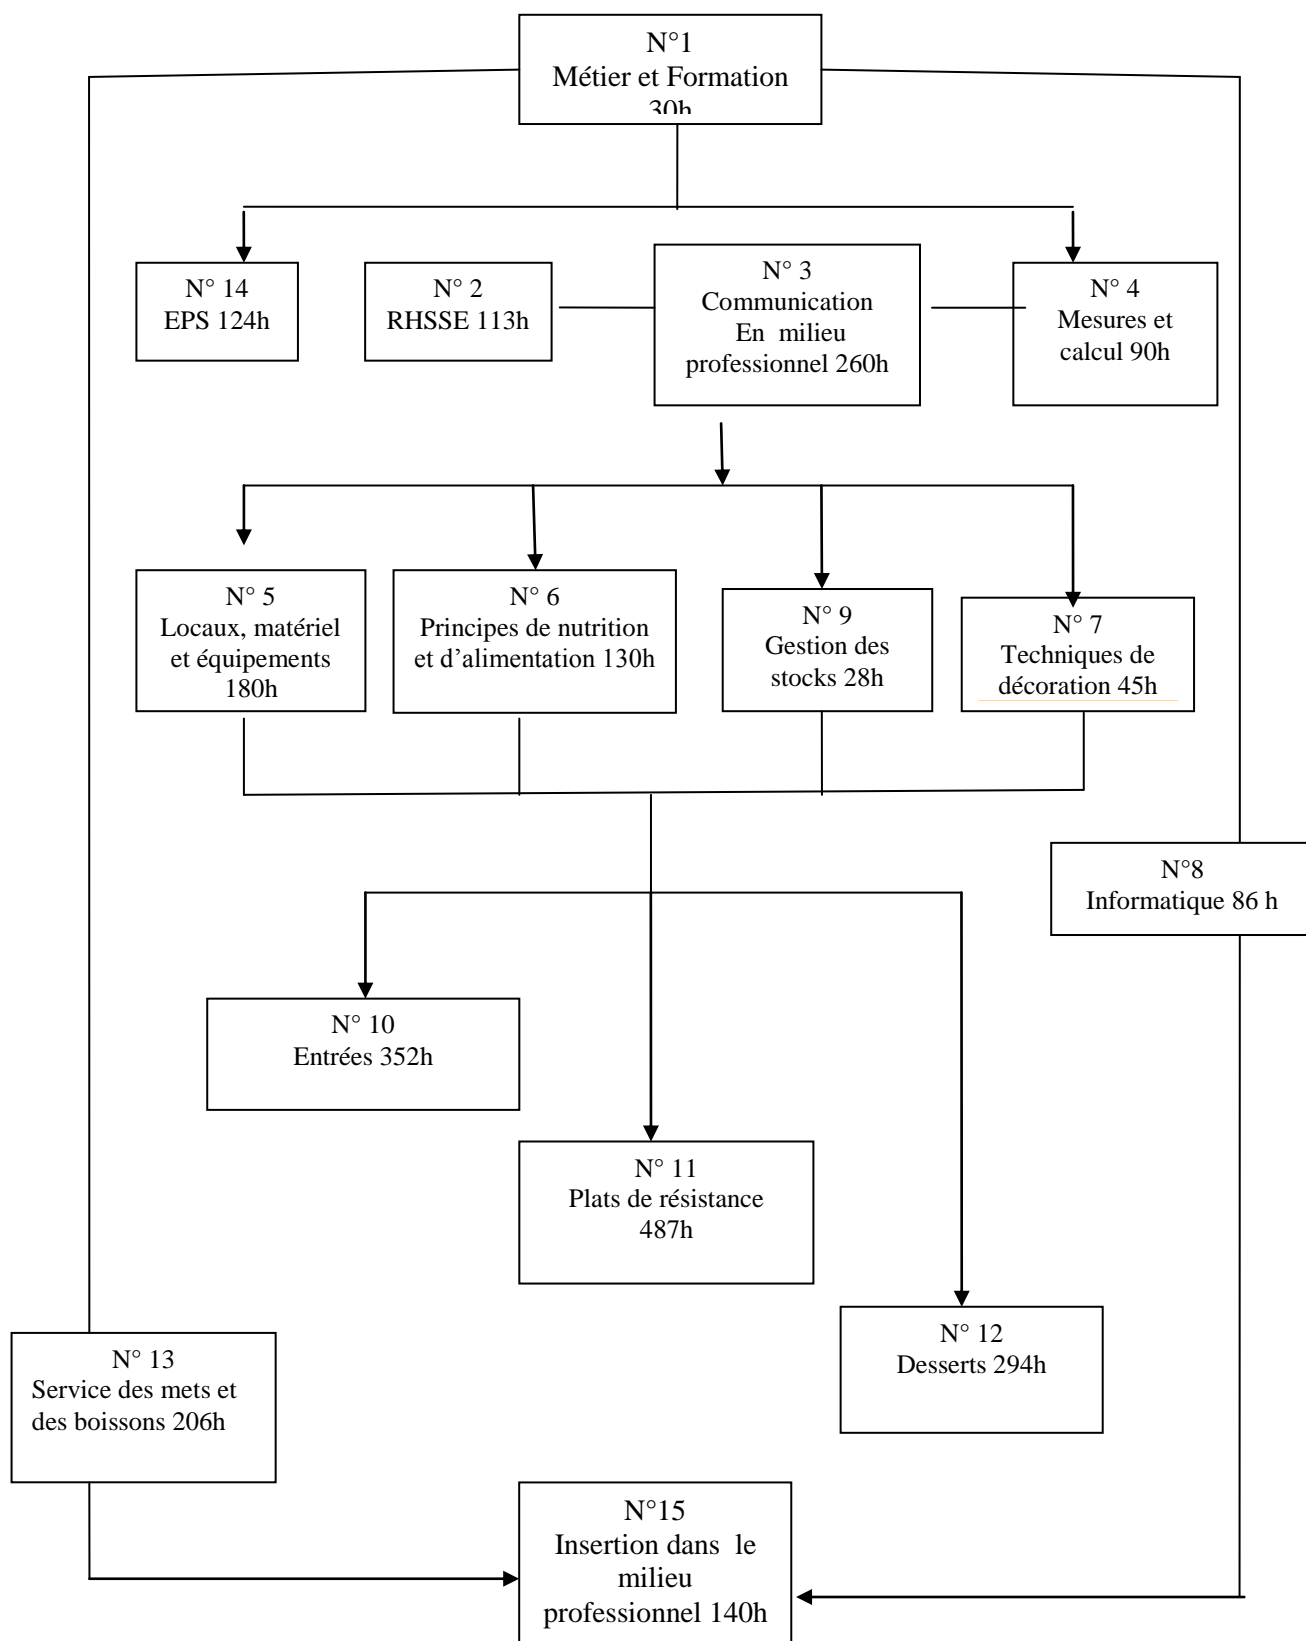 N°1
Métier et Formation
30h
N° 14
EPS 124h
N° 2
RHSSE 113h
N° 3
Communication
En  milieu
professionnel 260h
N° 4
Mesures et
calcul 90h
N° 5
Locaux, matériel
et équipements
180h
N° 6
Principes de nutrition
et d’alimentation 130h
N° 9
Gestion des
stocks 28h
N° 7
Techniques de
décoration 45h
N°8
Informatique 86 h
N° 10
Entrées 352h
N° 11
Plats de résistance
487h
N° 12
Desserts 294h
N° 13
Service des mets et
des boissons 206h
N°15
Insertion dans  le
milieu
professionnel 140h